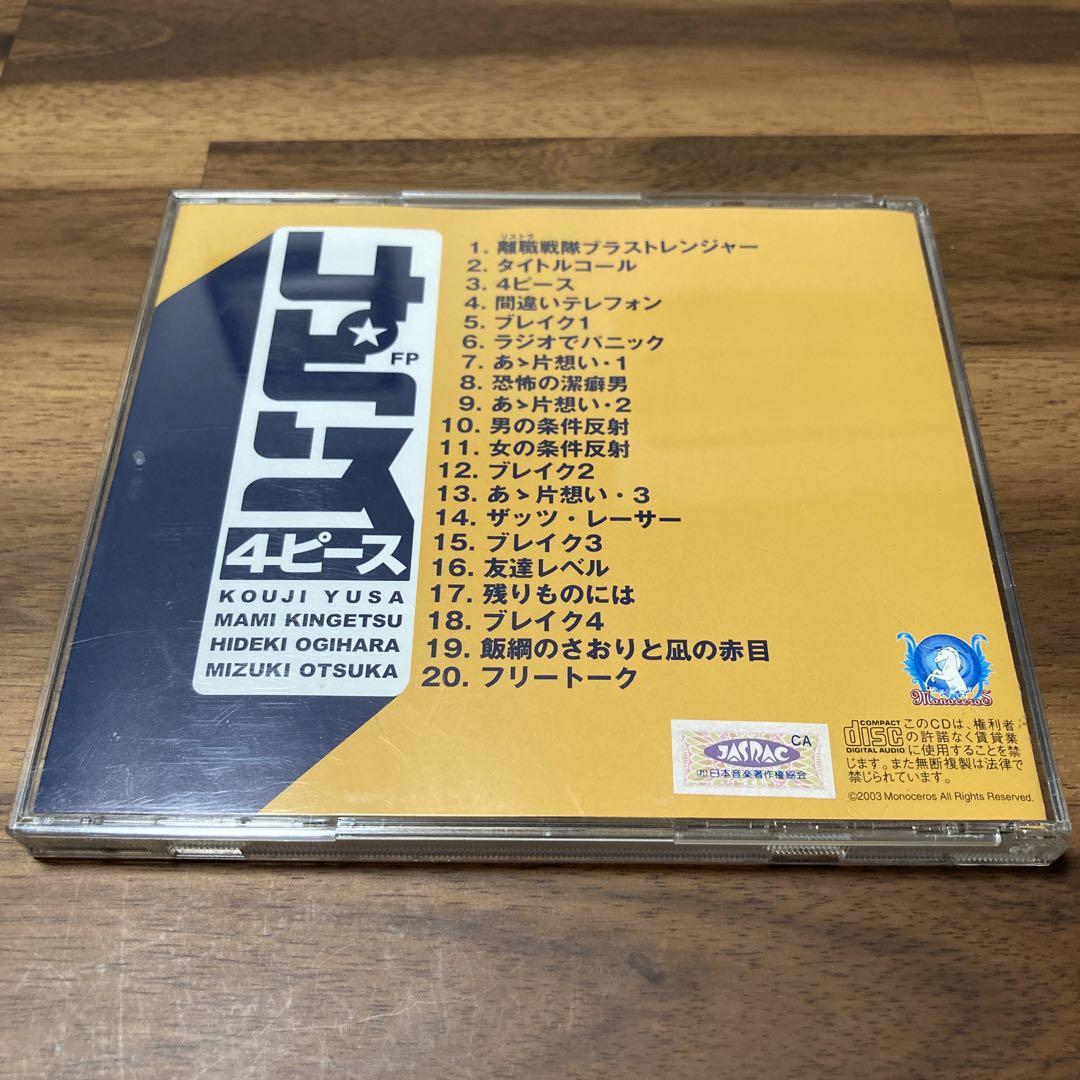 FP
4ピース
KOUJI YUSA
MAMI KINGETSU
HIDEKI OGIHARA
MIZUKI OTSUKA
リストラ
1. 離職戦隊ブラストレンジャー
2. タイトルコール
3. 4ピース
4. 間違いテレフォン
5. ブレイク1
6. ラジオでパニック
7. あゝ片想い・1
8. 恐怖の潔癖男
9. あゝ片想い・2
10. 男の条件反射
11. 女の条件反射
12. ブレイク2
13. あゝ片想い・3
14. ザッツ・レーサー
15. ブレイク3
16. 友達レベル
17. 残りものには
18. ブレイク4
19. 飯綱のさおりと凪の赤目
20. フリートーク
MonoceroS
JASRAC
CA
(社)日本音楽著作権協会
COMPACT
disc
DIGITAL AUDIO
このCDは、権利者
の許諾なく賃貸業
に使用することを禁
じます。また無断複製は法律で
禁じられています。
©2003 Monoceros All Rights Reserved.